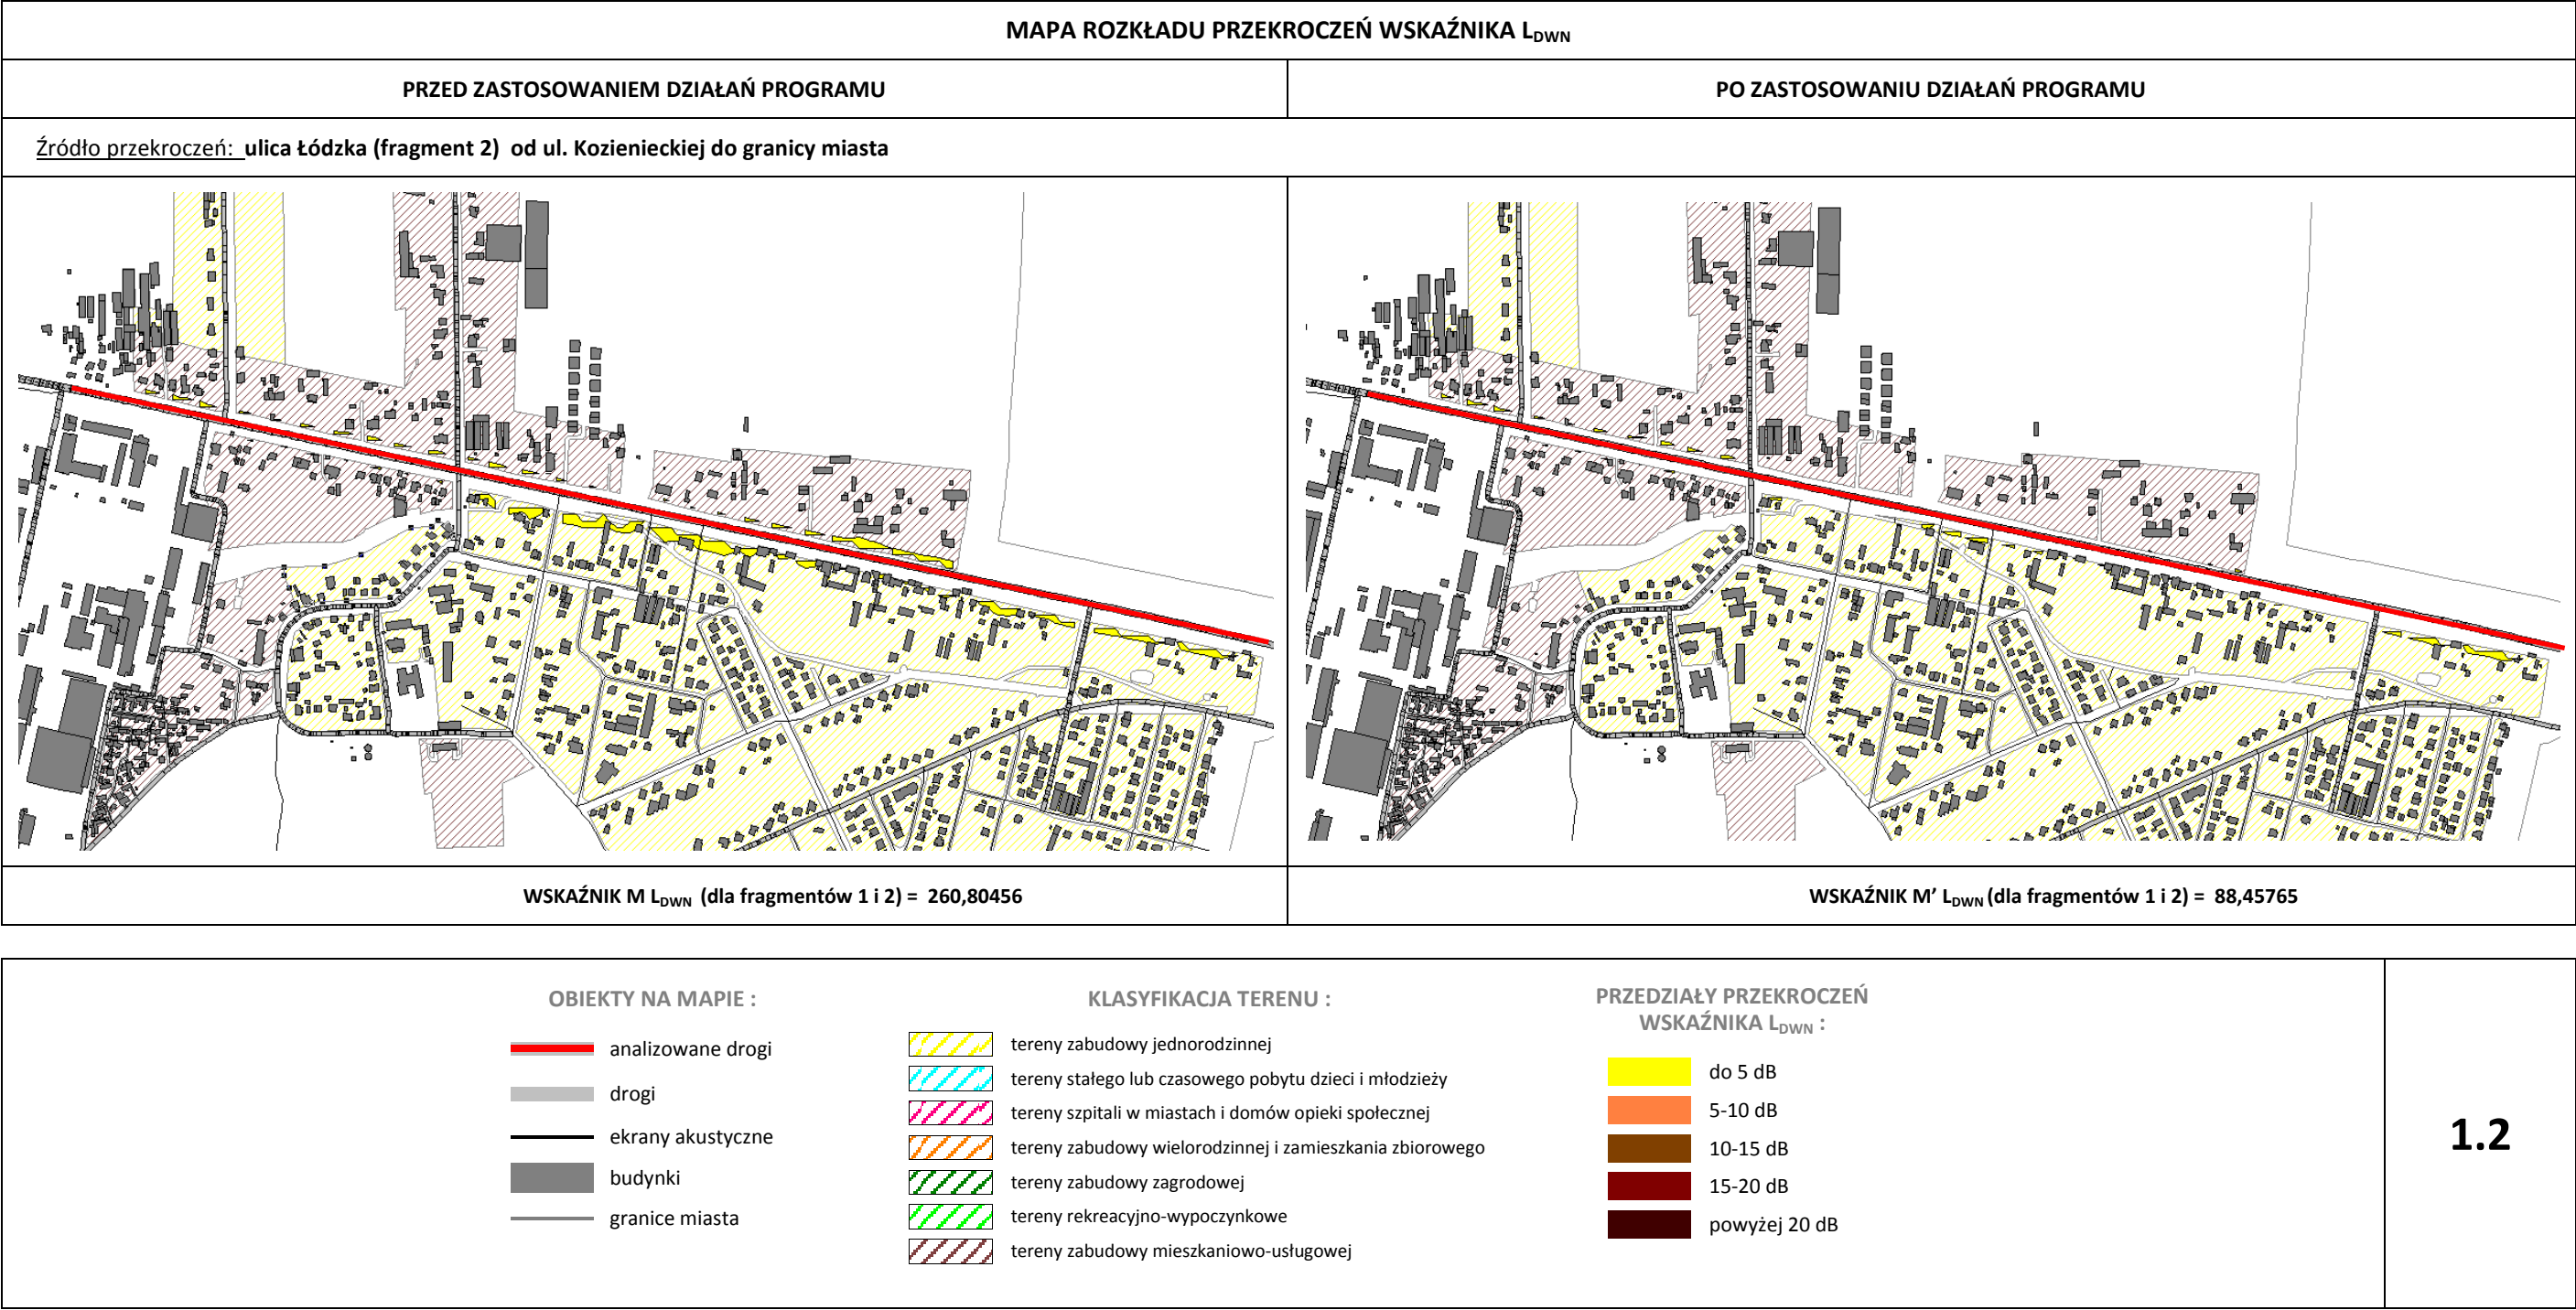 MAPA ROZKŁADU PRZEKROCZEŃ WSKAŹNIKA LDWN
PRZED ZASTOSOWANIEM DZIAŁAŃ PROGRAMU
PO ZASTOSOWANIU DZIAŁAŃ PROGRAMU
Źródło przekroczeń: ulica Łódzka (fragment 2) od ul. Kozienieckiej do granicy miasta
WSKAŹNIK M LDWN (dla fragmentów 1 i 2) = 260,80456
WSKAŹNIK M' LDWN (dla fragmentów 1 i 2) = 88,45765
OBIEKTY NA MAPIE :
analizowane drogi
drogi
ekrany akustyczne
budynki
granice miasta
KLASYFIKACJA TERENU :
tereny zabudowy jednorodzinnej
tereny stałego lub czasowego pobytu dzieci i młodzieży
tereny szpitali w miastach i domów opieki społecznej
tereny zabudowy wielorodzinnej i zamieszkania zbiorowego
tereny zabudowy zagrodowej
tereny rekreacyjno-wypoczynkowe
tereny zabudowy mieszkaniowo-usługowej
PRZEDZIAŁY PRZEKROCZEŃ
WSKAŹNIKA LDWN :
do 5 dB
5-10 dB
10-15 dB
15-20 dB
powyżej 20 dB
1.2